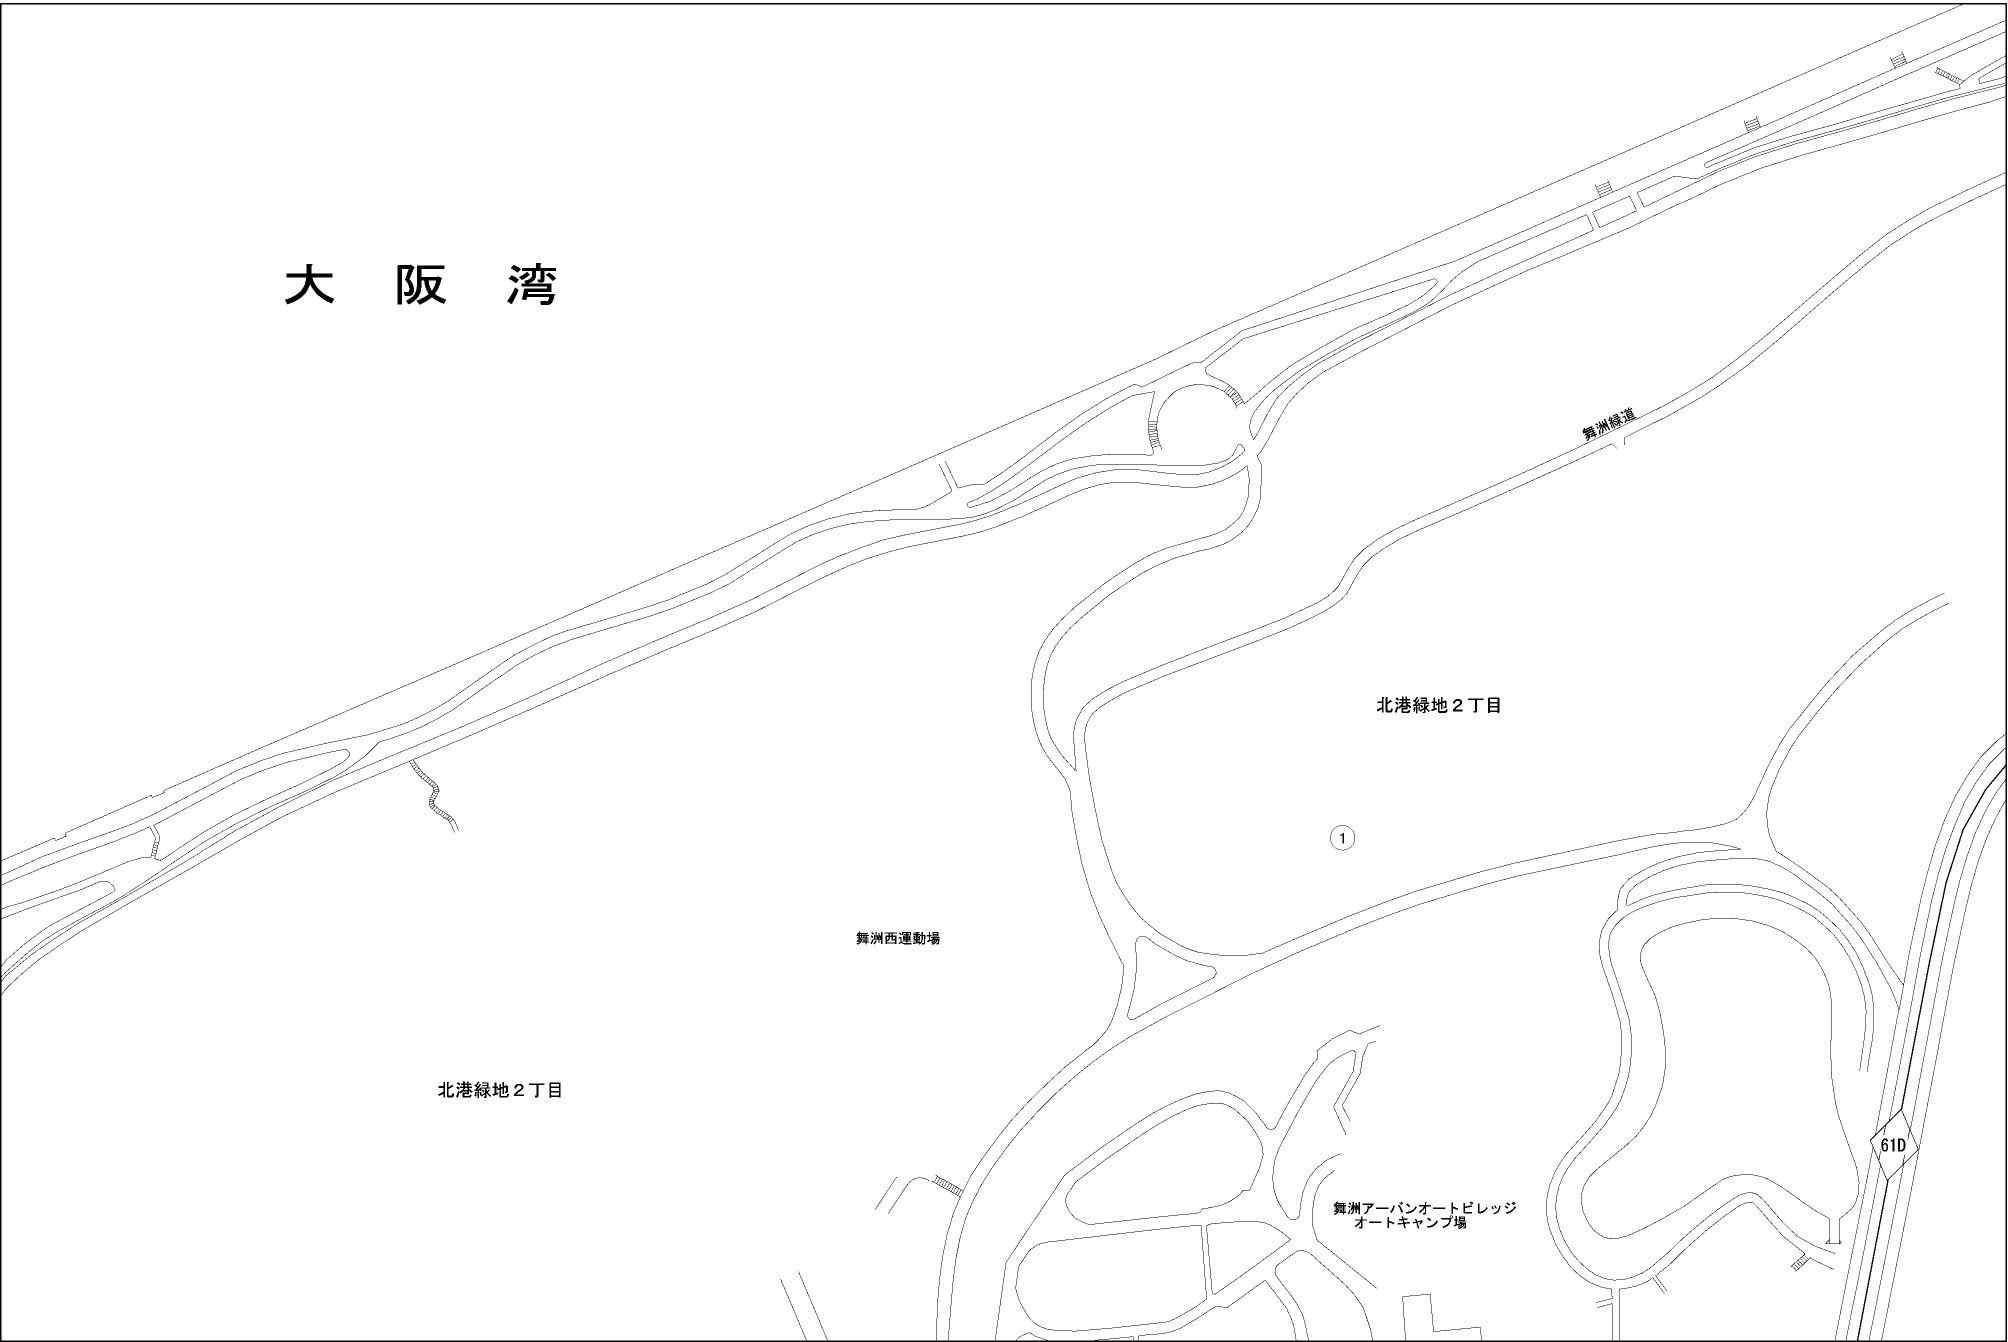 大阪湾
舞洲緑道
北港緑地２丁目
1
舞洲西運動場
北港緑地２丁目
61D
舞洲アーバンオートビレッジ
オートキャンプ場